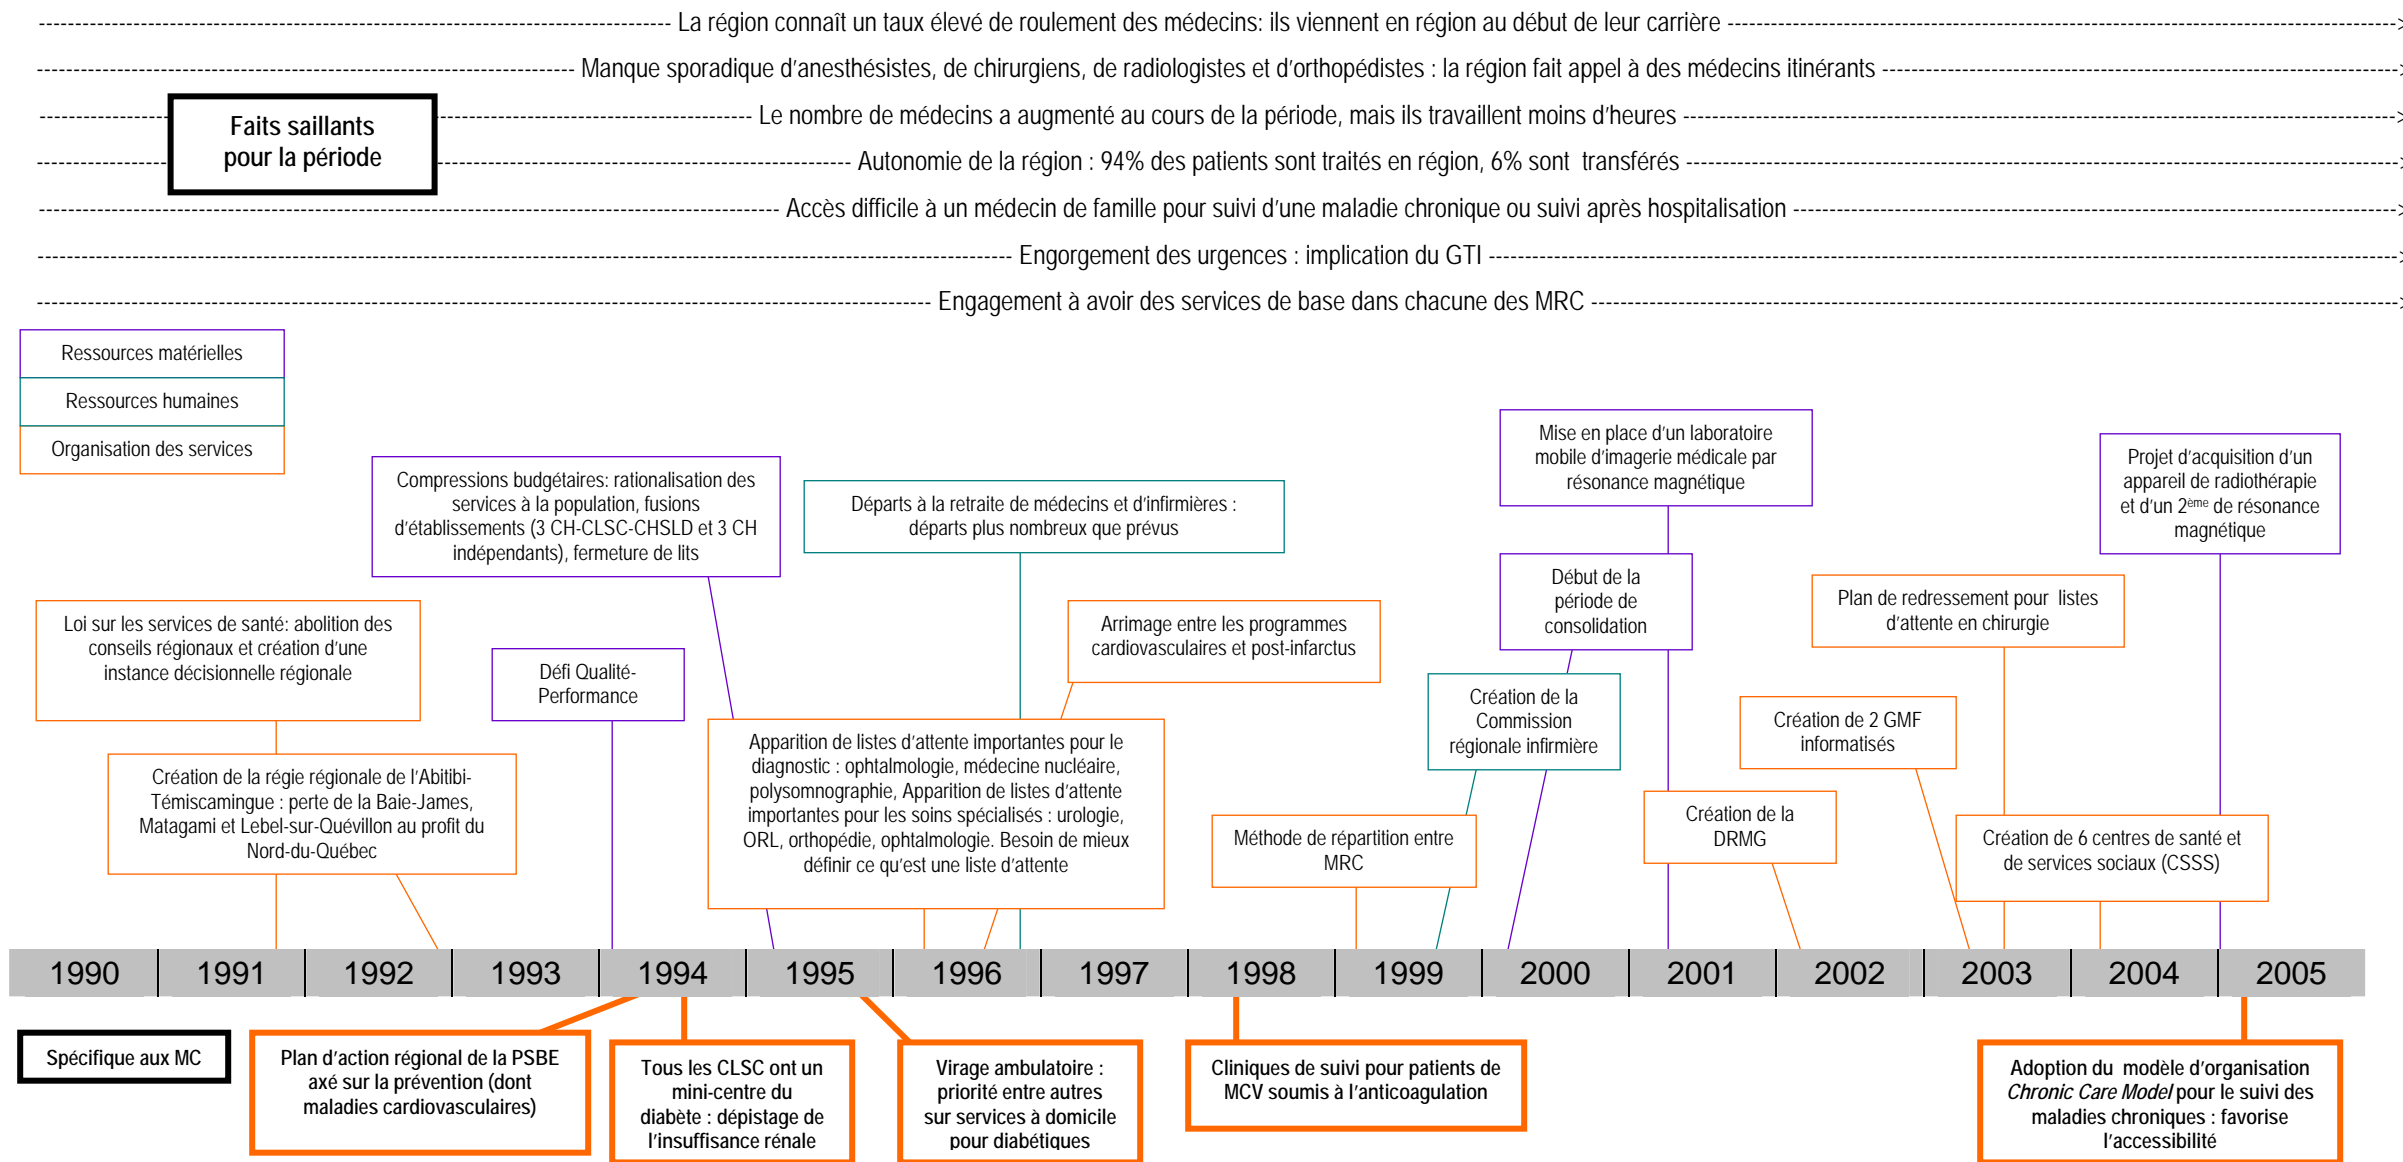 La région connaît un taux élevé de roulement des médecins: ils viennent en région au début de leur carrière
Manque sporadique d'anesthésistes, de chirurgiens, de radiologistes et d'orthopédistes : la région fait appel à des médecins itinérants
Le nombre de médecins a augmenté au cours de la période, mais ils travaillent moins d'heures
Faits saillants
pour la période
Autonomie de la région : 94% des patients sont traités en région, 6% sont transférés
Accès difficile à un médecin de famille pour suivi d'une maladie chronique ou suivi après hospitalisation
Engorgement des urgences : implication du GTI
Engagement à avoir des services de base dans chacune des MRC
Ressources matérielles
Ressources humaines
Organisation des services
Compressions budgétaires: rationalisation des
services à la population, fusions
d'établissements (3 CH-CLSC-CHSLD et 3 CH
indépendants), fermeture de lits
Départs à la retraite de médecins et d'infirmières :
départs plus nombreux que prévus
Mise en place d'un laboratoire
mobile d'imagerie médicale par
résonance magnétique
Projet d'acquisition d'un
appareil de radiothérapie
et d'un 2ème de résonance
magnétique
Début de la
période de
consolidation
Plan de redressement pour listes
d'attente en chirurgie
Loi sur les services de santé: abolition des
conseils régionaux et création d'une
instance décisionnelle régionale
Défi Qualité-
Performance
Arrimage entre les programmes
cardiovasculaires et post-infarctus
Création de la
Commission
régionale infirmière
Création de 2 GMF
informatisés
Création de la régie régionale de l'Abitibi-
Témiscamingue : perte de la Baie-James,
Matagami et Lebel-sur-Quévillon au profit du
Nord-du-Québec
Apparition de listes d'attente importantes pour le
diagnostic : ophtalmologie, médecine nucléaire,
polysomnographie, Apparition de listes d'attente
importantes pour les soins spécialisés : urologie,
ORL, orthopédie, ophtalmologie. Besoin de mieux
définir ce qu'est une liste d'attente
Méthode de répartition entre
MRC
Création de la
DRMG
Création de 6 centres de santé et
de services sociaux (CSSS)
1990 1991 1992 1993 1994 1995 1996 1997 1998 1999 2000 2001 2002 2003 2004 2005
Spécifique aux MC
Plan d'action régional de la PSBE
axé sur la prévention (dont
maladies cardiovasculaires)
Tous les CLSC ont un
mini-centre du
diabète : dépistage de
l'insuffisance rénale
Virage ambulatoire :
priorité entre autres
sur services à domicile
pour diabétiques
Cliniques de suivi pour patients de
MCV soumis à l'anticoagulation
Adoption du modèle d'organisation
Chronic Care Model pour le suivi des
maladies chroniques : favorise
l'accessibilité